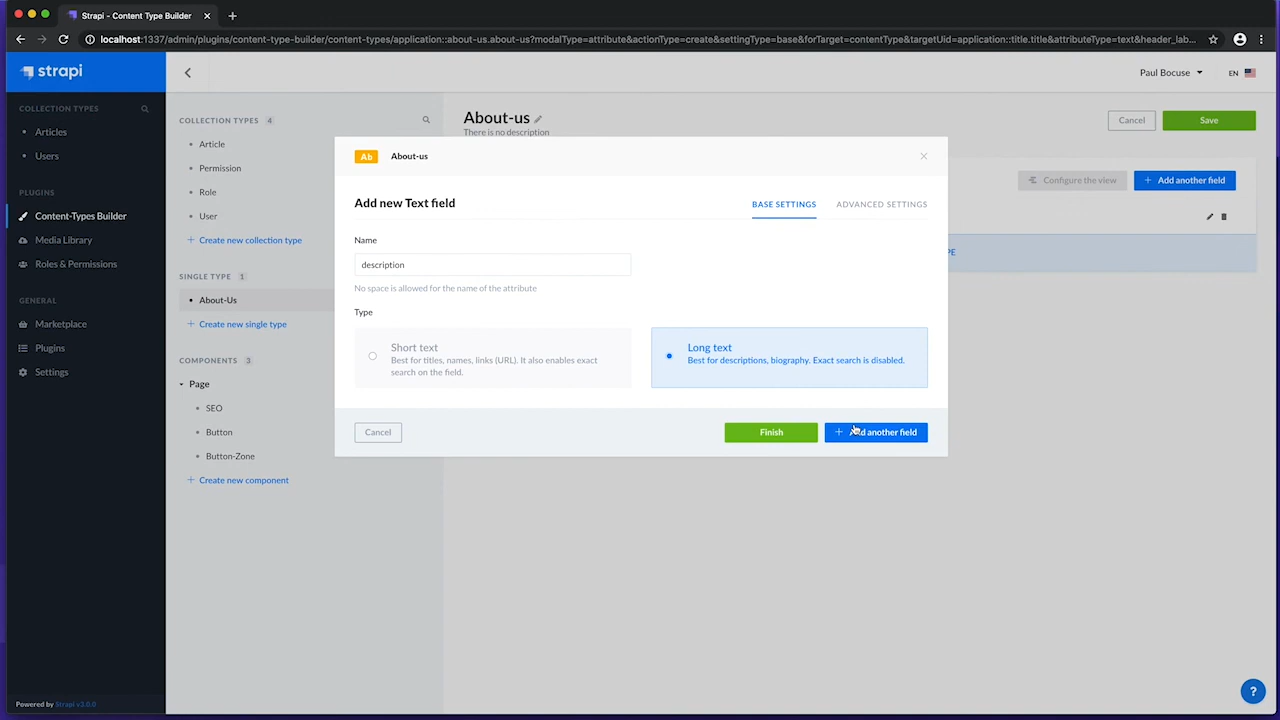 Strapi - Content Type Builder
localhost:1337/admin/plugins/content-type-builder/content-types/application::about-us.about-us?modalType=attribute&actionType=create&settingType=base&forTarget=contentType&targetUid=application::title.title&attributeType=text&header_lab...
strapi
Paul Bocuse
EN
COLLECTION TYPES
Articles
Users
PLUGINS
Content-Types Builder
Media Library
Roles & Permissions
GENERAL
Marketplace
Plugins
Settings
Powered by Strapi v3.0.0
COLLECTION TYPES 4
Article
Permission
Role
User
+ Create new collection type
SINGLE TYPE 1
About-Us
+ Create new single type
COMPONENTS 3
Page
SEO
Button
Button-Zone
+ Create new component
About-us
There is no description
Cancel
Save
Configure the view
+ Add another field
Ab About-us
Add new Text field
BASE SETTINGS
ADVANCED SETTINGS
Name
description
No space is allowed for the name of the attribute
Type
Short text
Best for titles, names, links (URL). It also enables exact
search on the field.
Long text
Best for descriptions, biography. Exact search is disabled.
Cancel
Finish
+ Add another field
?